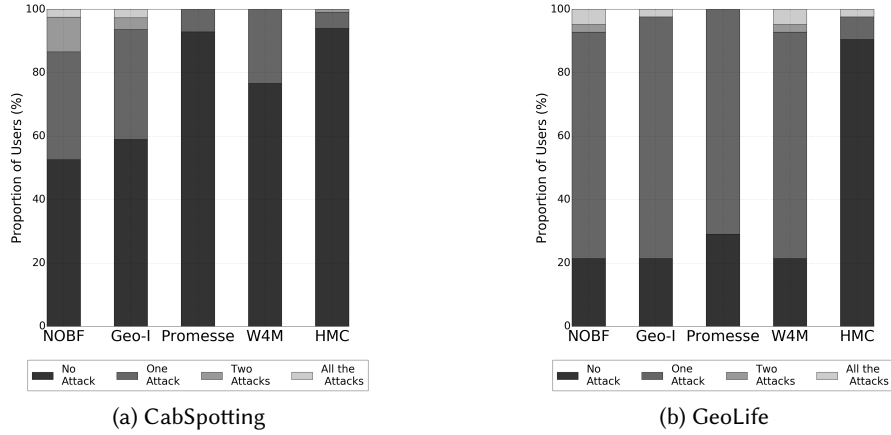 Proportion of Users (%)
100
80
60
40
20
0
NOBF Geo-I Promesse W4M HMC
No Attack One Attack Two Attacks All the Attacks
(a) CabSpotting
Proportion of Users (%)
100
80
60
40
20
0
NOBF Geo-I Promesse W4M HMC
No Attack One Attack Two Attacks All the Attacks
(b) GeoLife